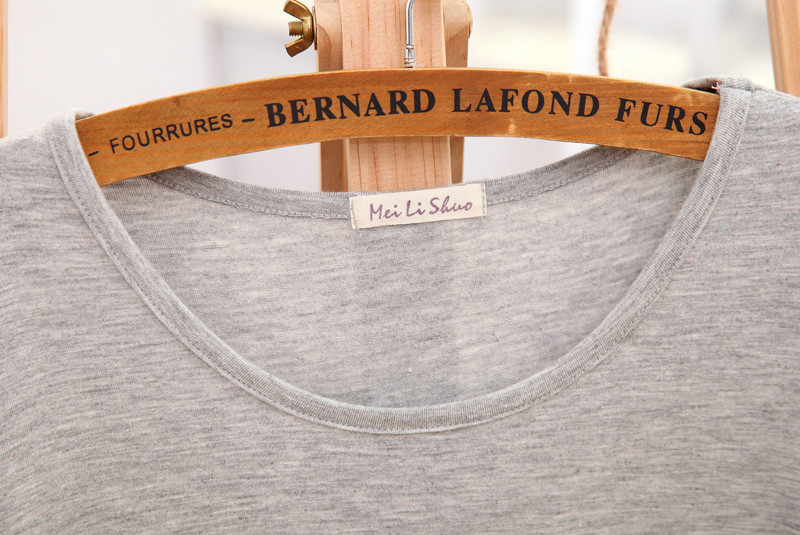 – FOURRURES – BERNARD LAFOND FURS
Mei Li Shuo